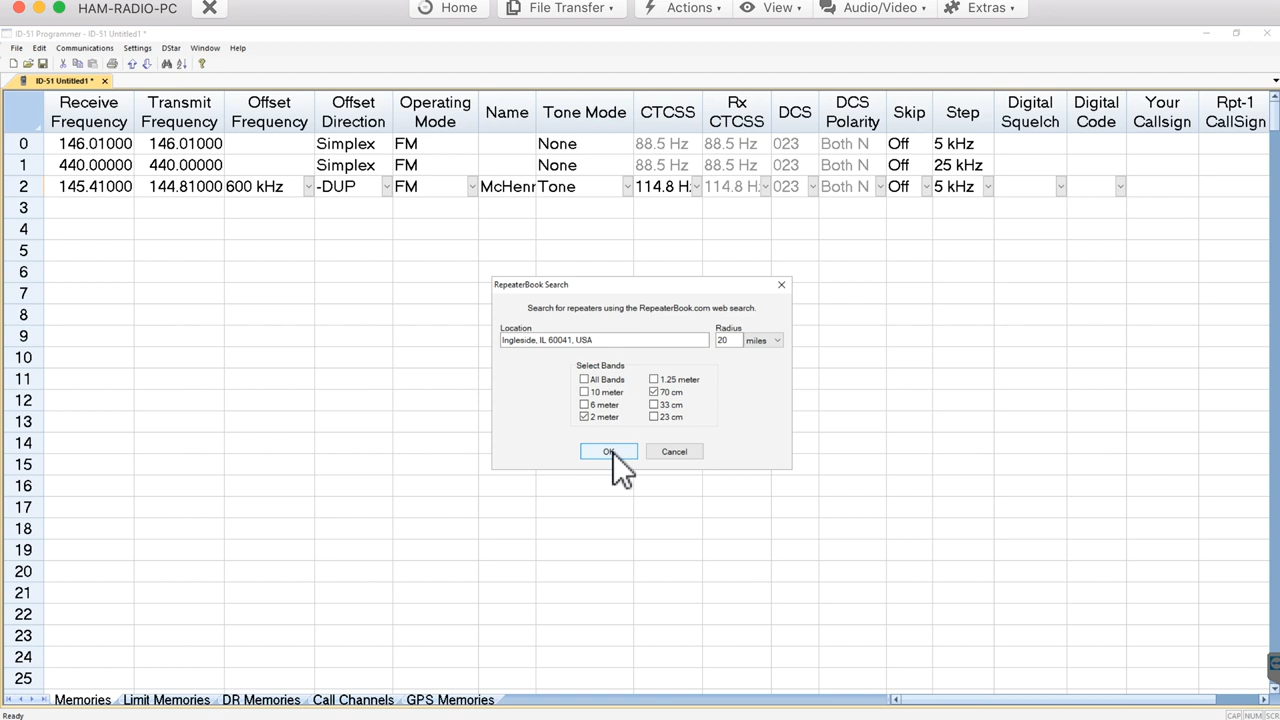 HAM-RADIO-PC Home File Transfer Actions View Audio/Video Extras
ID-51 Programmer - ID-51 Untitled1 *
File Edit Communications Settings DStar Window Help
ID-51 Untitled1 *
Receive Frequency Transmit Frequency Offset Frequency Offset Direction Operating Mode Name Tone Mode CTCSS Rx CTCSS DCS DCS Polarity Skip Step Digital Squelch Digital Code Your Callsign Rpt-1 CallSign
0 146.01000 146.01000 Simplex FM None 88.5 Hz 88.5 Hz 023 Both N Off 5 kHz
1 440.00000 440.00000 Simplex FM None 88.5 Hz 88.5 Hz 023 Both N Off 25 kHz
2 145.41000 144.81000 600 kHz -DUP FM McHenr Tone 114.8 H 114.8 H 023 Both N Off 5 kHz
3
4
5
6
7
8
9
10
11
12
13
14
15
16
17
18
19
20
21
22
23
24
25
RepeaterBook Search
Search for repeaters using the RepeaterBook.com web search.
Location Radius
Ingleside, IL 60041, USA 20 miles
Select Bands
All Bands 1.25 meter
10 meter 70 cm
6 meter 33 cm
2 meter 23 cm
OK Cancel
Memories Limit Memories DR Memories Call Channels GPS Memories
Ready CAP NUM SCR